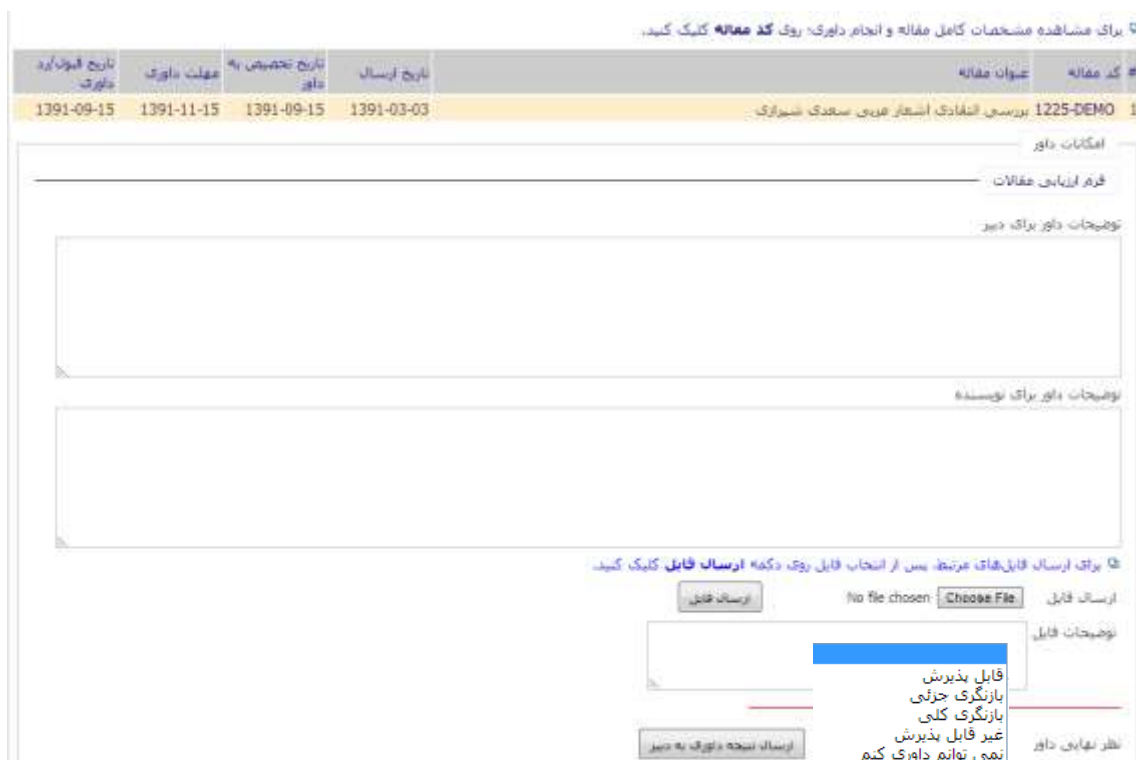 برای مشاهده مشخصات کامل مقاله و انجام داوری؛ روی کد مقاله کلیک کنید.
# کد مقاله عنوان مقاله تاریخ ارسال تاریخ تخصیص به داور مهلت داوری تاریخ قبول/رد داوری
1 1225-DEMO بررسی انتقادی اشعار عربی سعدی شیرازی 1391-03-03 1391-09-15 1391-11-15 1391-09-15
امکانات داور
فرم ارزیابی مقالات
توضیحات داور برای دبیر
توضیحات داور برای نویسنده
برای ارسال فایل‌های مرتبط، پس از انتخاب فایل روی دکمه ارسال فایل کلیک کنید.
ارسال فایل Choose File No file chosen ارسال فایل
توضیحات فایل
قابل پذیرش
بازنگری جزئی
بازنگری کلی
غیر قابل پذیرش
نمی توانم داوری کنم
نظر نهایی داور ارسال نتیجه داوری به دبیر